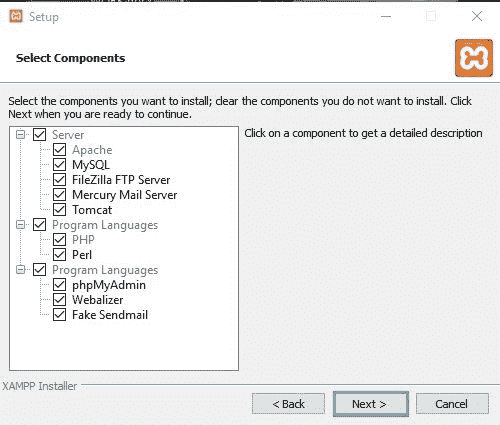 Setup
Select Components
Select the components you want to install; clear the components you do not want to install. Click
Next when you are ready to continue.
Click on a component to get a detailed description
Server
Apache
MySQL
FileZilla FTP Server
Mercury Mail Server
Tomcat
Program Languages
PHP
Perl
Program Languages
phpMyAdmin
Webalizer
Fake Sendmail
XAMPP Installer
< Back
Next >
Cancel